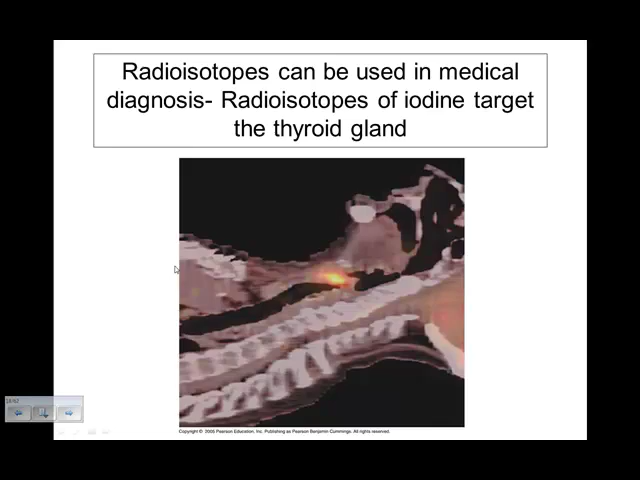 Radioisotopes can be used in medical
diagnosis- Radioisotopes of iodine target
the thyroid gland
Copyright © 2005 Pearson Education, Inc. Publishing as Pearson Benjamin Cummings. All rights reserved.